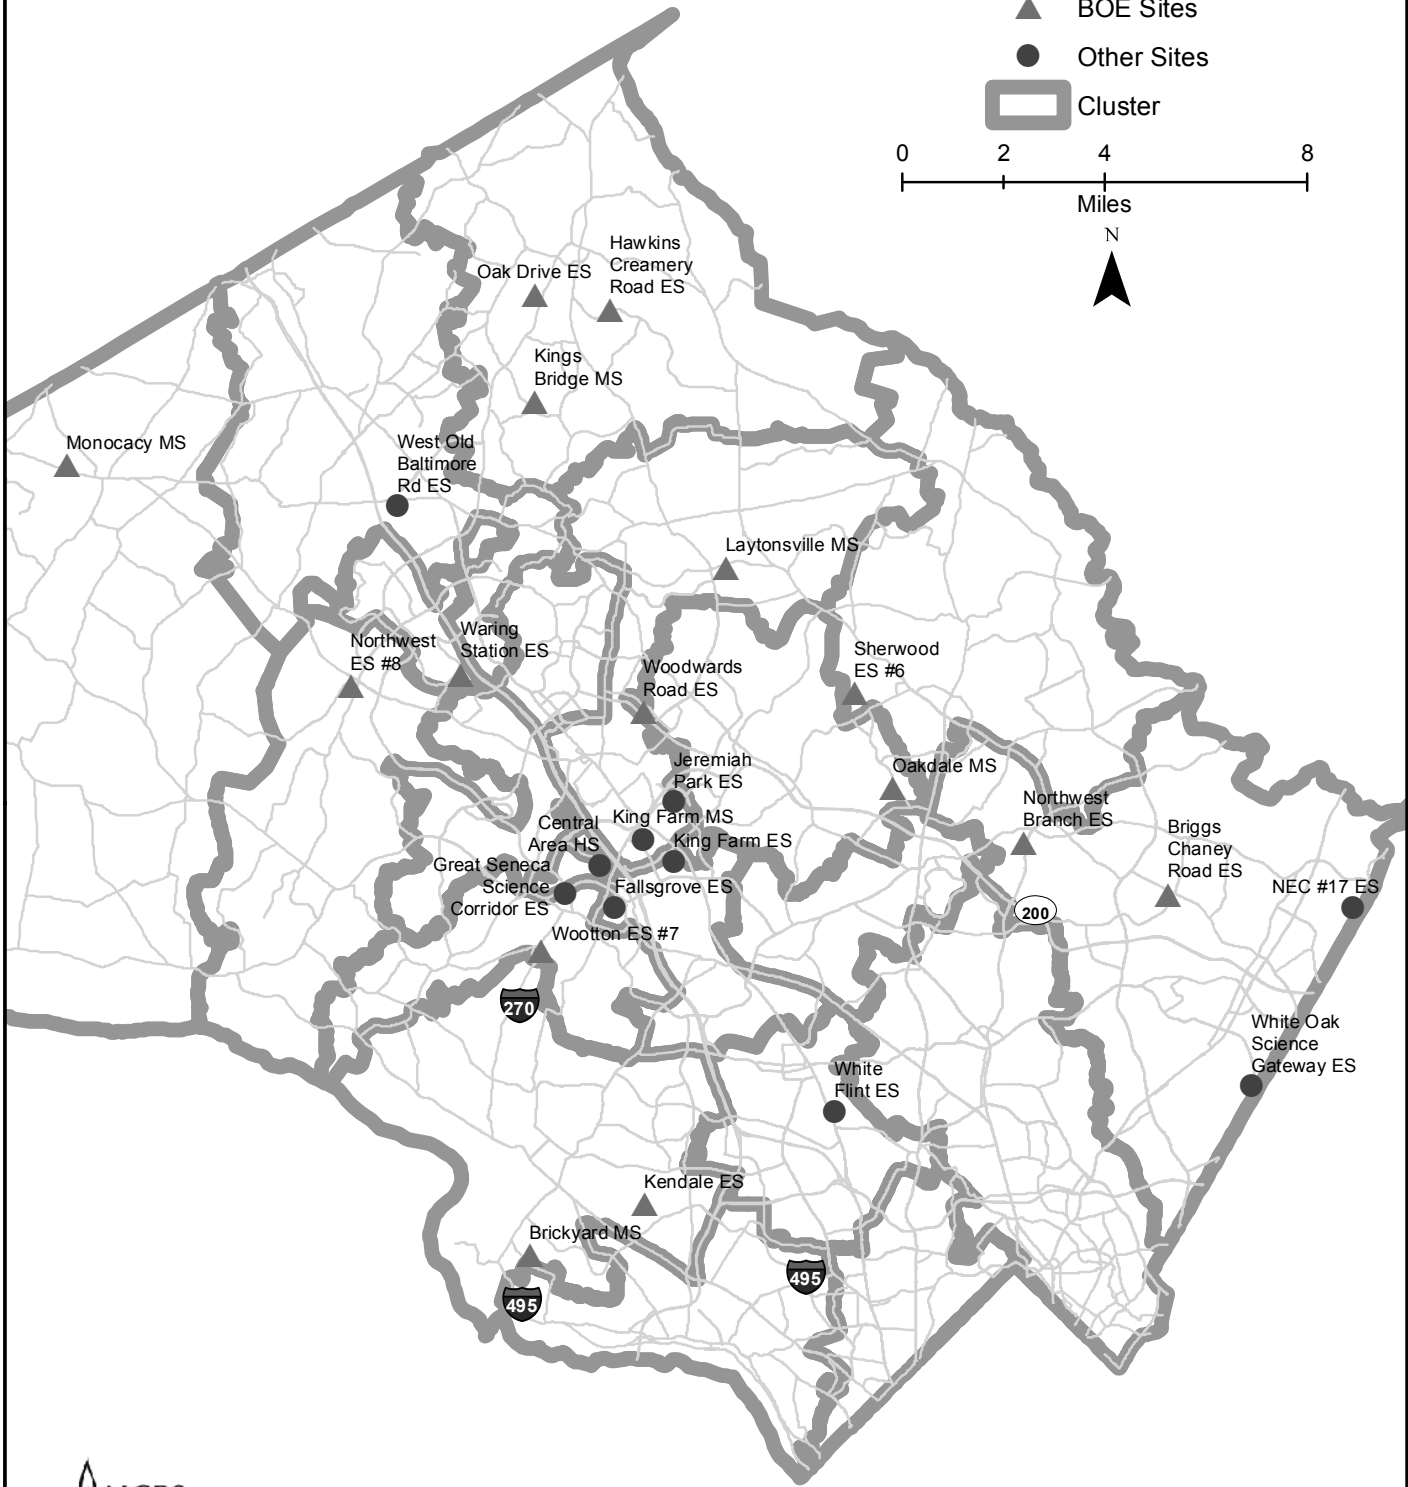 BOE Sites
Other Sites
Cluster
0 2 4 8
Miles
N
Hawkins
Creamery
Road ES
Oak Drive ES
Kings
Bridge MS
Monocacy MS
West Old
Baltimore
Rd ES
Laytonsville MS
Waring
Station ES
Northwest
ES #8
Woodwards
Road ES
Sherwood
ES #6
Jeremiah
Park ES
Oakdale MS
Northwest
Branch ES
King Farm MS
Central
Area HS
King Farm ES
Briggs
Chaney
Road ES
Great Seneca
Science
Corridor ES
Fallsgrove ES
NEC #17 ES
200
Wootton ES #7
270
White Oak
Science
Gateway ES
White
Flint ES
Kendale ES
Brickyard MS
495
495